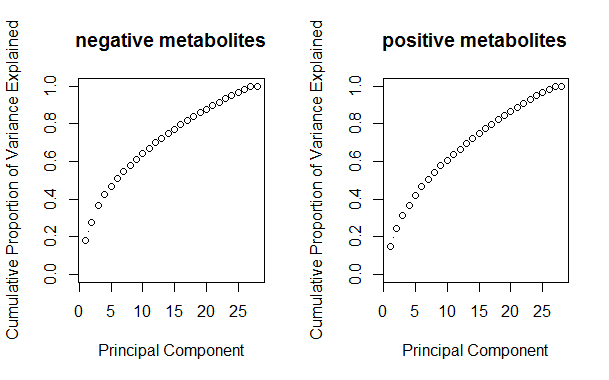 negative metabolites
Cumulative Proportion of Variance Explained
1.0
0.8
0.6
0.4
0.2
0.0
0 5 10 15 20 25
Principal Component
positive metabolites
Cumulative Proportion of Variance Explained
1.0
0.8
0.6
0.4
0.2
0.0
0 5 10 15 20 25
Principal Component